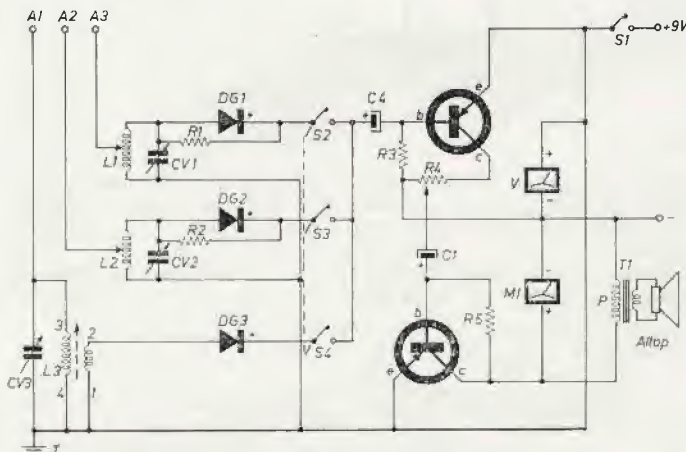 A1 A2 A3
S1 +9V
DG1 C4 e
R1 S2 b
L1 CV1 R3 R4 c
V + -
DG2
R2 S3
L2 CV2 C1 - T1
MI P
+ Altop
3 2 DG3 b R5
CV3 L3 S4 e c
4 1
T